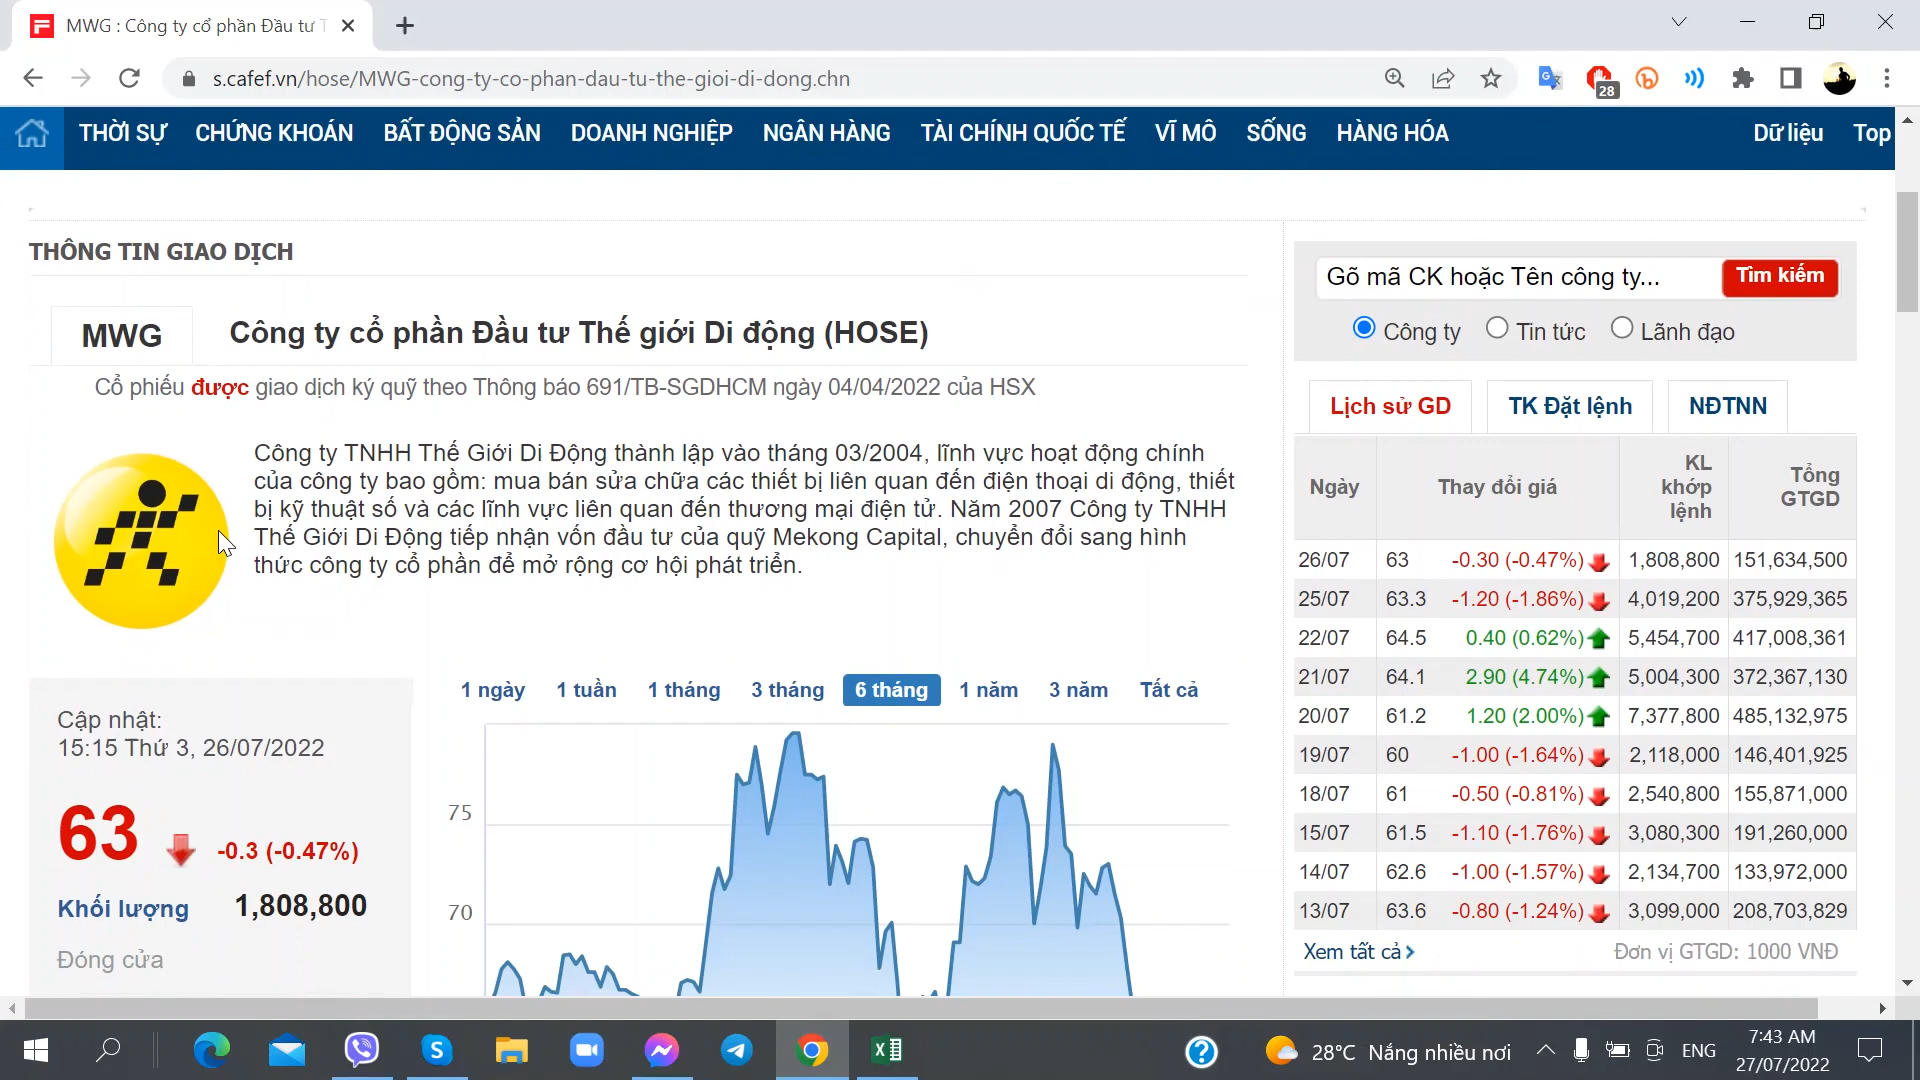 MWG : Công ty cổ phần Đầu tư T
s.cafef.vn/hose/MWG-cong-ty-co-phan-dau-tu-the-gioi-di-dong.chn
28
THỜI SỰ CHỨNG KHOÁN BẤT ĐỘNG SẢN DOANH NGHIỆP NGÂN HÀNG TÀI CHÍNH QUỐC TẾ VĨ MÔ SỐNG HÀNG HÓA Dữ liệu Top
THÔNG TIN GIAO DỊCH
MWG Công ty cổ phần Đầu tư Thế giới Di động (HOSE)
Cổ phiếu được giao dịch ký quỹ theo Thông báo 691/TB-SGDHCM ngày 04/04/2022 của HSX
Công ty TNHH Thế Giới Di Động thành lập vào tháng 03/2004, lĩnh vực hoạt động chính
của công ty bao gồm: mua bán sửa chữa các thiết bị liên quan đến điện thoại di động, thiết
bị kỹ thuật số và các lĩnh vực liên quan đến thương mại điện tử. Năm 2007 Công ty TNHH
Thế Giới Di Động tiếp nhận vốn đầu tư của quỹ Mekong Capital, chuyển đổi sang hình
thức công ty cổ phần để mở rộng cơ hội phát triển.
Cập nhật:
15:15 Thứ 3, 26/07/2022
63 -0.3 (-0.47%)
Khối lượng 1,808,800
Đóng cửa
1 ngày 1 tuần 1 tháng 3 tháng 6 tháng 1 năm 3 năm Tất cả
75
70
Gõ mã CK hoặc Tên công ty... Tìm kiếm
Công ty Tin tức Lãnh đạo
Lịch sử GD TK Đặt lệnh NĐTNN
Ngày Thay đổi giá KL khớp lệnh Tổng GTGD
26/07 63 -0.30 (-0.47%) 1,808,800 151,634,500
25/07 63.3 -1.20 (-1.86%) 4,019,200 375,929,365
22/07 64.5 0.40 (0.62%) 5,454,700 417,008,361
21/07 64.1 2.90 (4.74%) 5,004,300 372,367,130
20/07 61.2 1.20 (2.00%) 7,377,800 485,132,975
19/07 60 -1.00 (-1.64%) 2,118,000 146,401,925
18/07 61 -0.50 (-0.81%) 2,540,800 155,871,000
15/07 61.5 -1.10 (-1.76%) 3,080,300 191,260,000
14/07 62.6 -1.00 (-1.57%) 2,134,700 133,972,000
13/07 63.6 -0.80 (-1.24%) 3,099,000 208,703,829
Xem tất cả Đơn vị GTGD: 1000 VNĐ
28°C Nắng nhiều nơi ENG 7:43 AM
27/07/2022